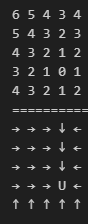 6 5 4 3 4
5 4 3 2 3
4 3 2 1 2
3 2 1 0 1
4 3 2 1 2
==========
→ → → ↓ ←
→ → → ↓ ←
→ → → ↓ ←
→ → → U ←
↑ ↑ ↑ ↑ ↑